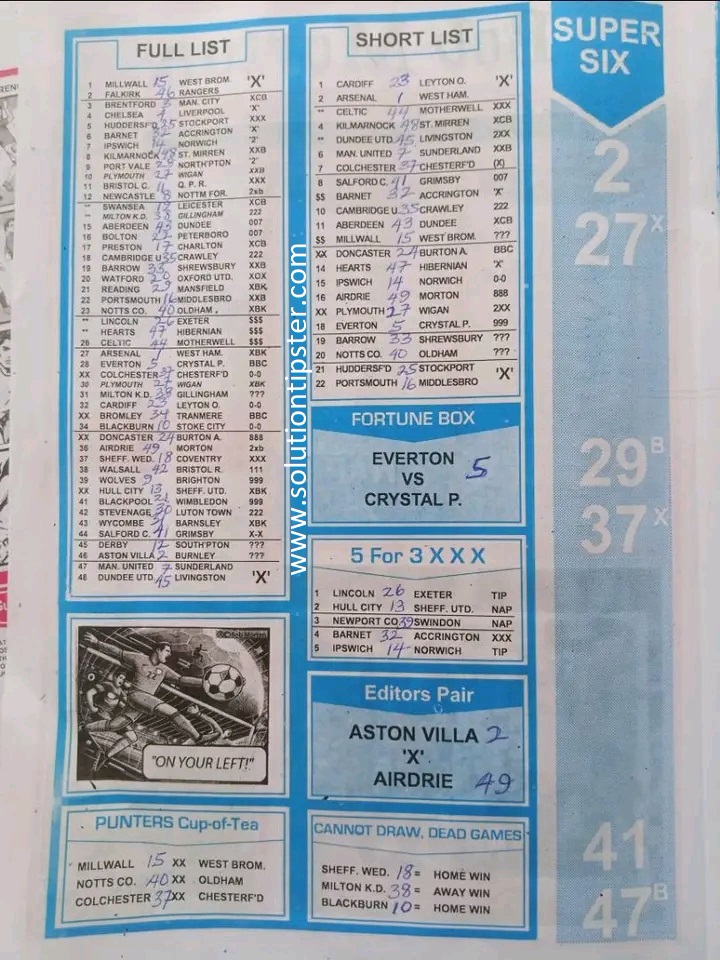 FULL LIST
1 MILLWALL 15 WEST BROM. 'X'
2 FALKIRK 46 RANGERS
3 BRENTFORD 3 MAN. CITY XCB
4 CHELSEA 4 LIVERPOOL 'X'
5 HUDDERSF'D 25 STOCKPORT XXX
6 BARNET 32 ACCRINGTON 'X'
7 IPSWICH 14 NORWICH '2'
8 KILMARNOCK 48 ST. MIRREN XXB
9 PORT VALE 28 NORTH'PTON '2'
10 PLYMOUTH 27 WIGAN XXB
11 BRISTOL C. 11 Q. P. R. XXX
12 NEWCASTLE 8 NOTTM FOR. 2xb
** SWANSEA LEICESTER XCB
** MILTON K.D. 38 GILLINGHAM 222
15 ABERDEEN 43 DUNDEE 007
16 BOLTON PETERBORO 007
17 PRESTON 17 CHARLTON XCB
18 CAMBRIDGE U 35 CRAWLEY 222
19 BARROW 33 SHREWSBURY XXB
20 WATFORD 20 OXFORD UTD. XOX
21 READING 29 MANSFIELD XBK
22 PORTSMOUTH 16 MIDDLESBRO XXB
23 NOTTS CO. 40 OLDHAM XBK
** LINCOLN 26 EXETER $$$
** HEARTS 47 HIBERNIAN $$$
26 CELTIC 44 MOTHERWELL $$$
27 ARSENAL 1 WEST HAM. XBK
28 EVERTON 5 CRYSTAL P. BBC
XX COLCHESTER 37 CHESTERF'D 0-0
30 PLYMOUTH 27 WIGAN XBK
31 MILTON K.D. 38 GILLINGHAM ???
32 CARDIFF 23 LEYTON O. 0-0
XX BROMLEY 34 TRANMERE BBC
34 BLACKBURN 10 STOKE CITY 0-0
XX DONCASTER 24 BURTON A. 888
36 AIRDRIE 49 MORTON 2xb
37 SHEFF. WED. 18 COVENTRY XXX
38 WALSALL 42 BRISTOL R. 111
39 WOLVES 9 BRIGHTON 999
XX HULL CITY 13 SHEFF. UTD. XBK
41 BLACKPOOL WIMBLEDON 999
42 STEVENAGE 30 LUTON TOWN 222
43 WYCOMBE BARNSLEY XBK
44 SALFORD C. 41 GRIMSBY X-X
45 DERBY 12 SOUTH'PTON ???
46 ASTON VILLA 2 BURNLEY ???
47 MAN. UNITED 7 SUNDERLAND
48 DUNDEE UTD. 45 LIVINGSTON 'X'
"ON YOUR LEFT!"
PUNTERS Cup-of-Tea
MILLWALL 15 XX WEST BROM.
NOTTS CO. 40 XX OLDHAM
COLCHESTER 37 XX CHESTERF'D
SHORT LIST
1 CARDIFF 23 LEYTON O. 'X'
2 ARSENAL 1 WEST HAM.
** CELTIC 44 MOTHERWELL XXX
4 KILMARNOCK 48 ST. MIRREN XCB
** DUNDEE UTD. 45 LIVINGSTON 2XX
6 MAN. UNITED 7 SUNDERLAND XXB
7 COLCHESTER 37 CHESTERF'D (X)
8 SALFORD C. 41 GRIMSBY 007
$$ BARNET 32 ACCRINGTON 'X'
10 CAMBRIDGE U 35 CRAWLEY 222
11 ABERDEEN 43 DUNDEE XCB
$$ MILLWALL 15 WEST BROM. ???
XX DONCASTER 24 BURTON A. BBC
14 HEARTS 47 HIBERNIAN 'X'
15 IPSWICH 14 NORWICH 0-0
16 AIRDRIE 49 MORTON 888
XX PLYMOUTH 27 WIGAN 2XX
18 EVERTON 5 CRYSTAL P. 999
19 BARROW 33 SHREWSBURY ???
20 NOTTS CO. 40 OLDHAM ???
21 HUDDERSF'D 25 STOCKPORT 'X'
22 PORTSMOUTH 16 MIDDLESBRO
FORTUNE BOX
EVERTON 5
VS
CRYSTAL P.
5 For 3 X X X
1 LINCOLN 26 EXETER TIP
2 HULL CITY 13 SHEFF. UTD. NAP
3 NEWPORT CO 39 SWINDON NAP
4 BARNET 32 ACCRINGTON XXX
5 IPSWICH 14 NORWICH TIP
Editors Pair
ASTON VILLA 2
'X'
AIRDRIE 49
CANNOT DRAW, DEAD GAMES
SHEFF. WED. 18= HOME WIN
MILTON K.D. 38= AWAY WIN
BLACKBURN 10= HOME WIN
SUPER
SIX
2
27 X
29 B
37 X
41
47 B
www.solutiontipster.com